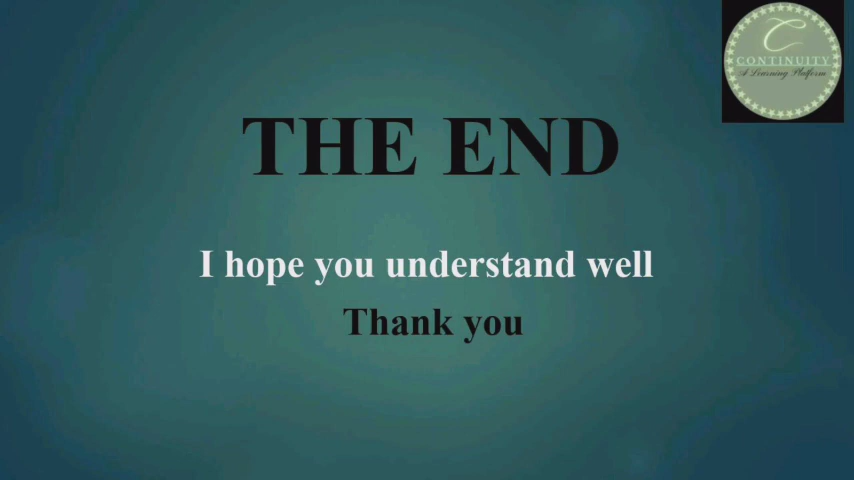 C
CONTINUITY
A Learning Platform
THE END
I hope you understand well
Thank you